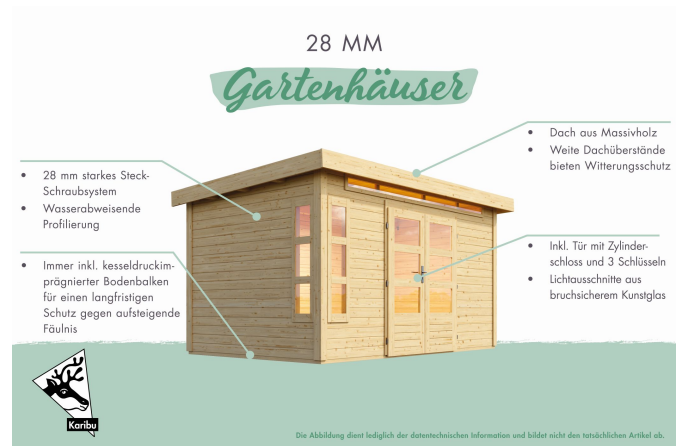 28 MM
Gartenhäuser
• Dach aus Massivholz
• Weite Dachüberstände
bieten Witterungsschutz
• 28 mm starkes Steck-
Schraubsystem
• Wasserabweisende
Profilierung
• Inkl. Tür mit Zylinder-
schloss und 3 Schlüsseln
• Lichtausschnitte aus
bruchsicherem Kunstglas
• Immer inkl. kesseldruckim-
prägnierter Bodenbalken
für einen langfristigen
Schutz gegen aufsteigende
Fäulnis
Karibu
Die Abbildung dient lediglich der datentechnischen Information und bildet nicht den tatsächlichen Artikel ab.